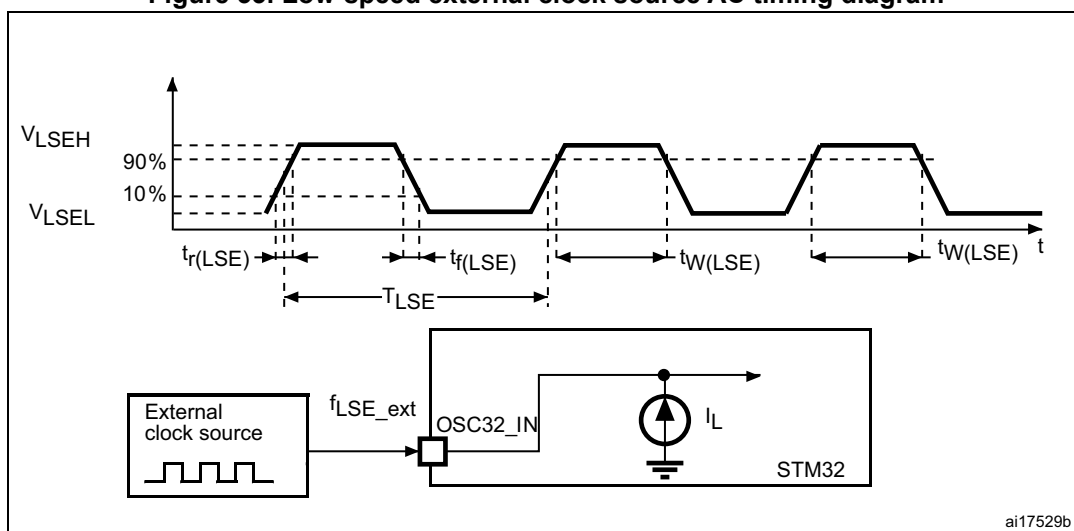 Figure Low-speed external clock source AC timing diagram
VLSEH
90%
10%
VLSEL
tr(LSE)
tf(LSE)
tW(LSE)
tW(LSE)
t
TLSE
External
clock source
fLSE_ext
OSC32_IN
IL
STM32
ai17529b